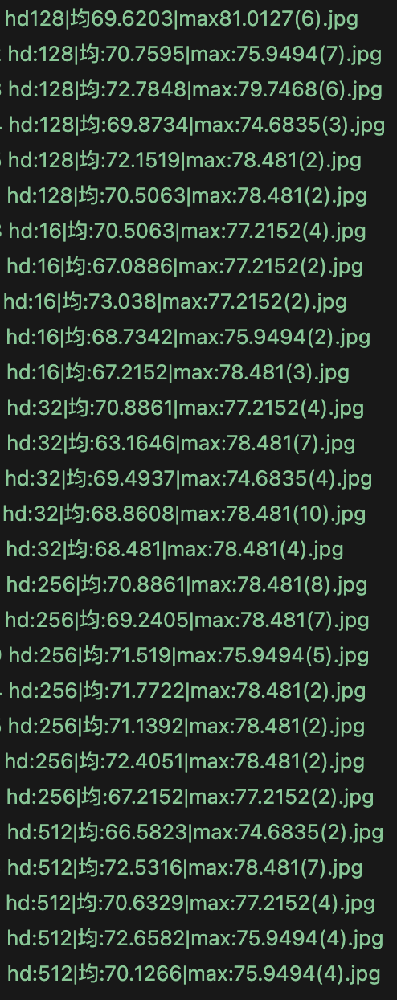 hd128|均69.6203|max81.0127(6).jpg
hd:128|均:70.7595|max:75.9494(7).jpg
hd:128|均:72.7848|max:79.7468(6).jpg
hd:128|均:69.8734|max:74.6835(3).jpg
hd:128|均:72.1519|max:78.481(2).jpg
hd:128|均:70.5063|max:78.481(2).jpg
hd:16|均:70.5063|max:77.2152(4).jpg
hd:16|均:67.0886|max:77.2152(2).jpg
hd:16|均:73.038|max:77.2152(2).jpg
hd:16|均:68.7342|max:75.9494(2).jpg
hd:16|均:67.2152|max:78.481(3).jpg
hd:32|均:70.8861|max:77.2152(4).jpg
hd:32|均:63.1646|max:78.481(7).jpg
hd:32|均:69.4937|max:74.6835(4).jpg
hd:32|均:68.8608|max:78.481(10).jpg
hd:32|均:68.481|max:78.481(4).jpg
hd:256|均:70.8861|max:78.481(8).jpg
hd:256|均:69.2405|max:78.481(7).jpg
hd:256|均:71.519|max:75.9494(5).jpg
hd:256|均:71.7722|max:78.481(2).jpg
hd:256|均:71.1392|max:78.481(2).jpg
hd:256|均:72.4051|max:78.481(2).jpg
hd:256|均:67.2152|max:77.2152(2).jpg
hd:512|均:66.5823|max:74.6835(2).jpg
hd:512|均:72.5316|max:78.481(7).jpg
hd:512|均:70.6329|max:77.2152(4).jpg
hd:512|均:72.6582|max:75.9494(4).jpg
hd:512|均:70.1266|max:75.9494(4).jpg